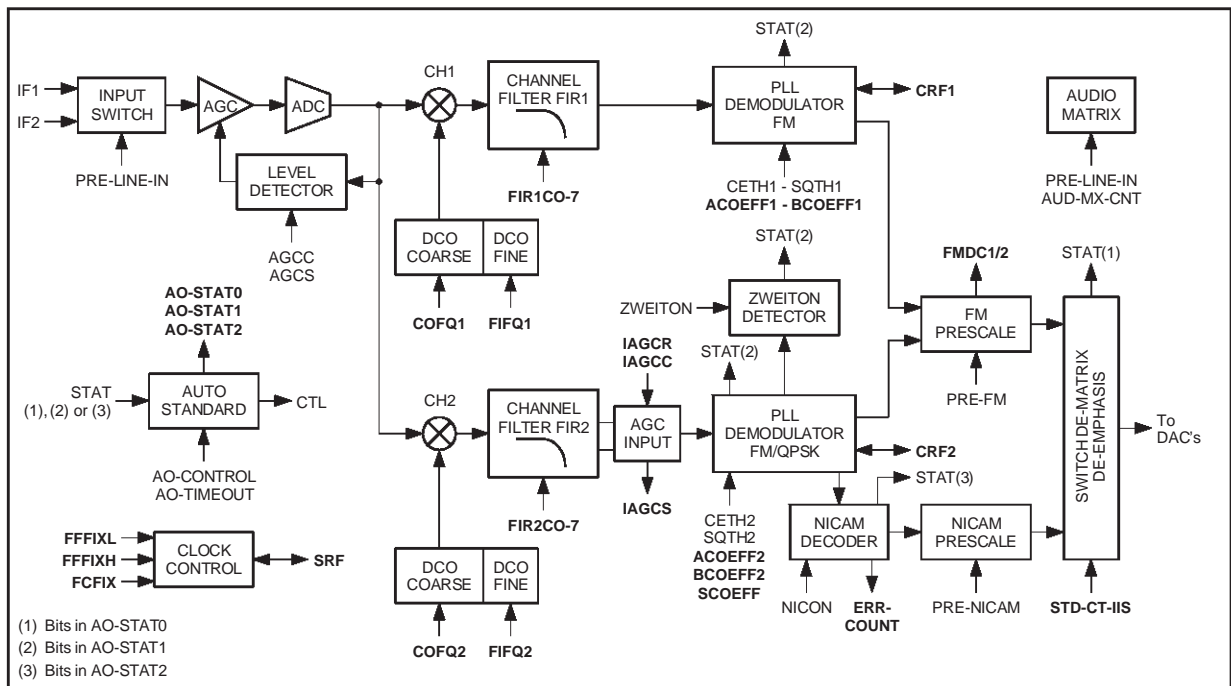 IF1
IF2
INPUT
SWITCH
PRE-LINE-IN
AGC
ADC
LEVEL
DETECTOR
AGCC
AGCS
CH1
CHANNEL
FILTER FIR1
FIR1CO-7
DCO
COARSE
DCO
FINE
COFQ1
FIFQ1
STAT(2)
PLL
DEMODULATOR
FM
CRF1
CETH1 - SQTH1
ACOEFF1 - BCOEFF1
AUDIO
MATRIX
PRE-LINE-IN
AUD-MX-CNT
STAT(2)
ZWEITON
ZWEITON
DETECTOR
FMDC1/2
FM
PRESCALE
PRE-FM
STAT(1)
SWITCH DE-MATRIX
DE-EMPHASIS
To
DAC's
STD-CT-IIS
AO-STAT0
AO-STAT1
AO-STAT2
STAT
(1), (2) or (3)
AUTO
STANDARD
CTL
AO-CONTROL
AO-TIMEOUT
CH2
CHANNEL
FILTER FIR2
FIR2CO-7
IAGCR
IAGCC
AGC
INPUT
IAGCS
STAT(2)
PLL
DEMODULATOR
FM/QPSK
CRF2
STAT(3)
CETH2
SQTH2
ACOEFF2
BCOEFF2
SCOEFF
NICAM
DECODER
NICON
ERR-
COUNT
NICAM
PRESCALE
PRE-NICAM
FFFIXL
FFFIXH
FCFIX
CLOCK
CONTROL
SRF
DCO
COARSE
DCO
FINE
COFQ2
FIFQ2
(1) Bits in AO-STAT0
(2) Bits in AO-STAT1
(3) Bits in AO-STAT2